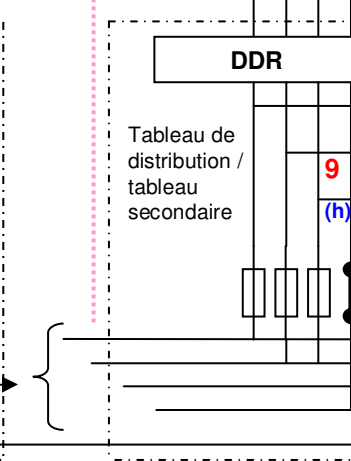 DDR
Tableau de
distribution /
tableau
secondaire
9
(h)